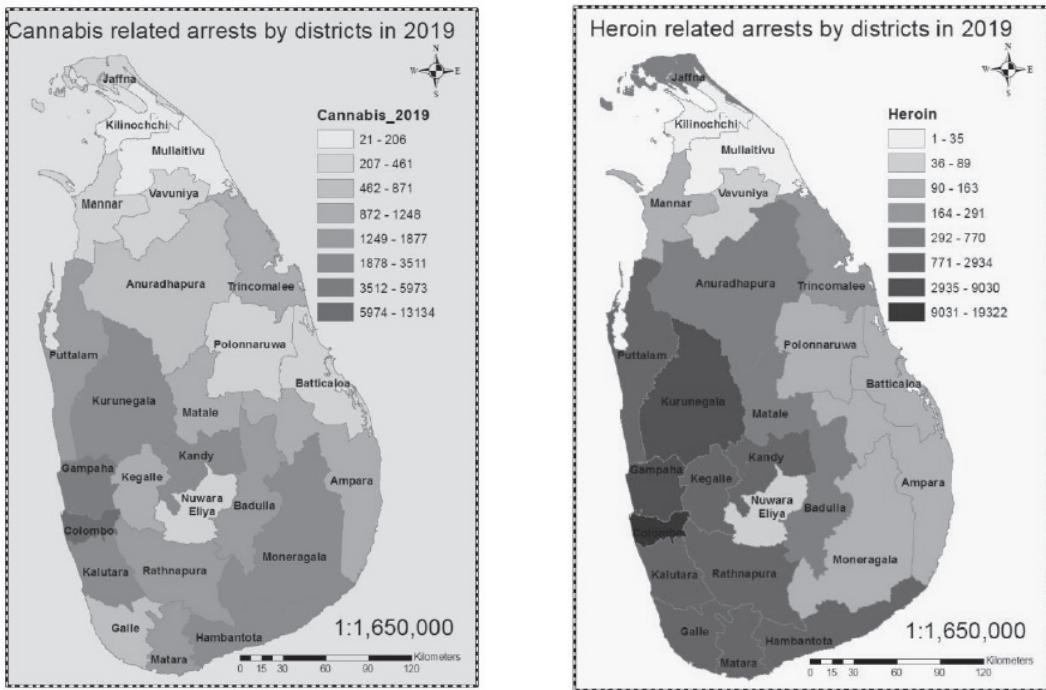 Cannabis related arrests by districts in 2019
N
W E
S
Cannabis_2019
21 - 206
207 - 461
462 - 871
872 - 1248
1249 - 1877
1878 - 3511
3512 - 5973
5974 - 13134
Jaffna
Kilinochchi
Mullaitivu
Vavuniya
Mannar
Anuradhapura
Trincomalee
Polonnaruwa
Puttalam
Batticaloa
Kurunegala
Matale
Kandy
Gampaha
Kegalle
Ampara
Nuwara
Eliya
Badulla
Colombo
Moneragala
Kalutara
Rathnapura
Galle
Hambantota
Matara
1:1,650,000
Kilometers
0 15 30 60 90 120
Heroin related arrests by districts in 2019
N
W E
S
Heroin
1 - 35
36 - 89
90 - 163
164 - 291
292 - 770
771 - 2934
2935 - 9030
9031 - 19322
Jaffna
Kilinochchi
Mullaitivu
Vavuniya
Mannar
Anuradhapura
Trincomalee
Polonnaruwa
Puttalam
Batticaloa
Kurunegala
Matale
Kandy
Gampaha
Kegalle
Ampara
Nuwara
Eliya
Badulla
Colombo
Moneragala
Kalutara
Rathnapura
Galle
Hambantota
Matara
1:1,650,000
Kilometers
0 15 30 60 90 120